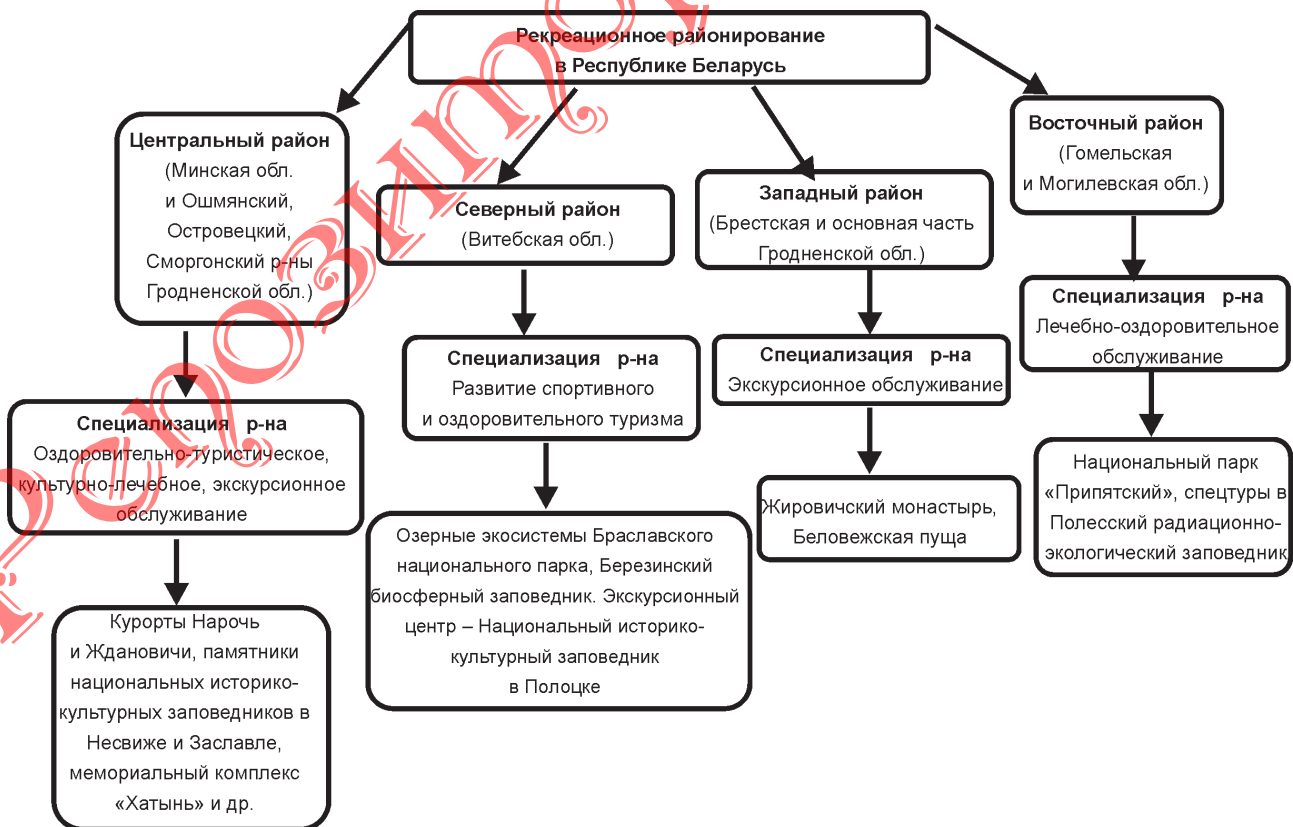 Рекреационное районирование
в Республике Беларусь
Центральный район
(Минская обл.
и Ошмянский,
Островецкий,
Сморгонский р-ны
Гродненской обл.)
Специализация р-на
Оздоровительно-туристическое,
культурно-лечебное, экскурсионное
обслуживание
Курорты Нарочь
и Ждановичи, памятники
национальных историко-
культурных заповедников в
Несвиже и Заславле,
мемориальный комплекс
«Хатынь» и др.
Северный район
(Витебская обл.)
Специализация р-на
Развитие спортивного
и оздоровительного туризма
Озерные экосистемы Браславского
национального парка, Березинский
биосферный заповедник. Экскурсионный
центр – Национальный историко-
культурный заповедник
в Полоцке
Западный район
(Брестская и основная часть
Гродненской обл.)
Специализация р-на
Экскурсионное обслуживание
Жировичский монастырь,
Беловежская пуща
Восточный район
(Гомельская
и Могилевская обл.)
Специализация р-на
Лечебно-оздоровительное
обслуживание
Национальный парк
«Припятский», спецтуры в
Полесский радиационно-
экологический заповедник